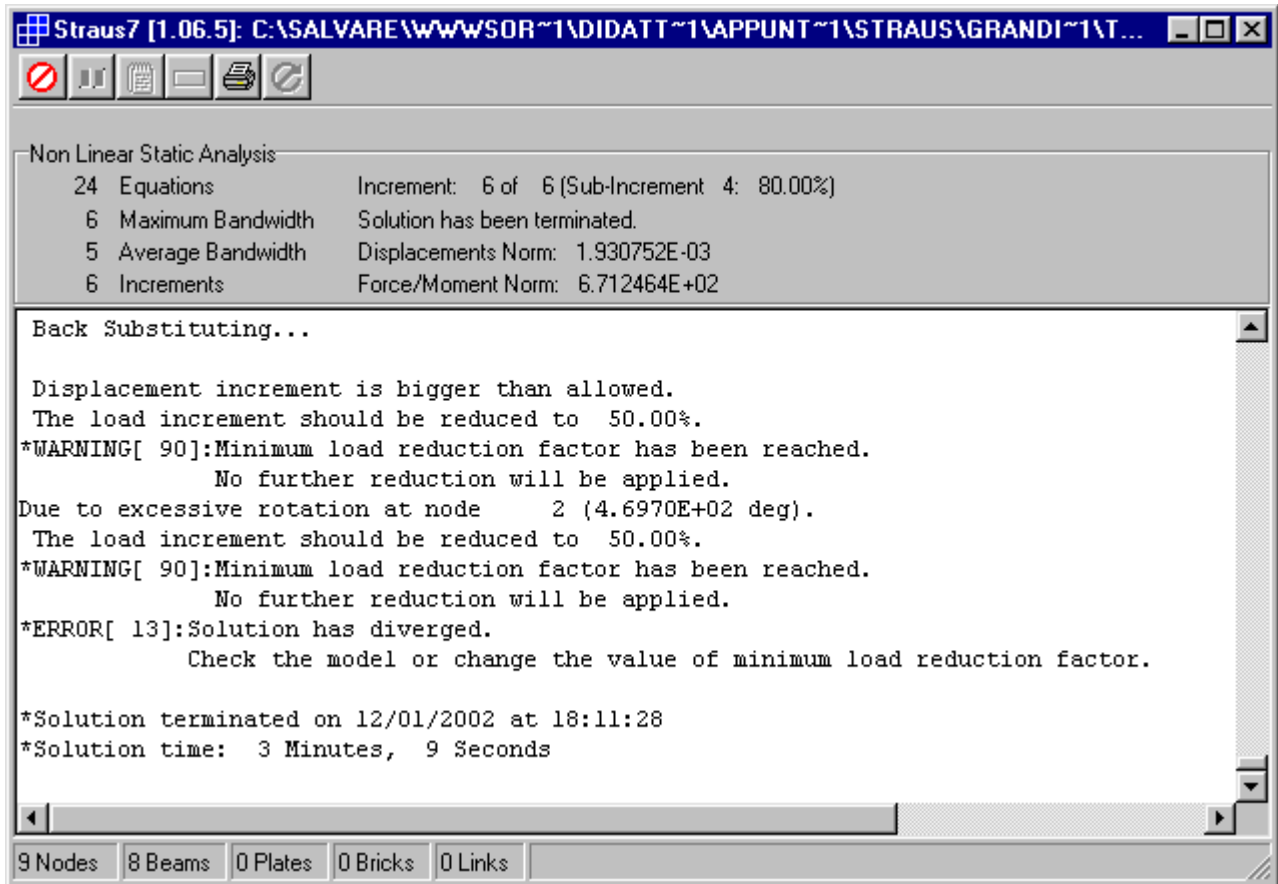 Straus7 [1.06.5]: C:\SALVARE\WWWSOR~1\DIDATT~1\APPUNT~1\STRAUS\GRANDI~1\T...
Non Linear Static Analysis
24 Equations Increment: 6 of 6 (Sub-Increment 4: 80.00%)
6 Maximum Bandwidth Solution has been terminated.
5 Average Bandwidth Displacements Norm: 1.930752E-03
6 Increments Force/Moment Norm: 6.712464E+02
Back Substituting...
Displacement increment is bigger than allowed.
The load increment should be reduced to 50.00%.
*WARNING[ 90]:Minimum load reduction factor has been reached.
No further reduction will be applied.
Due to excessive rotation at node 2 (4.6970E+02 deg).
The load increment should be reduced to 50.00%.
*WARNING[ 90]:Minimum load reduction factor has been reached.
No further reduction will be applied.
*ERROR[ 13]:Solution has diverged.
Check the model or change the value of minimum load reduction factor.
*Solution terminated on 12/01/2002 at 18:11:28
*Solution time: 3 Minutes, 9 Seconds
9 Nodes 8 Beams 0 Plates 0 Bricks 0 Links